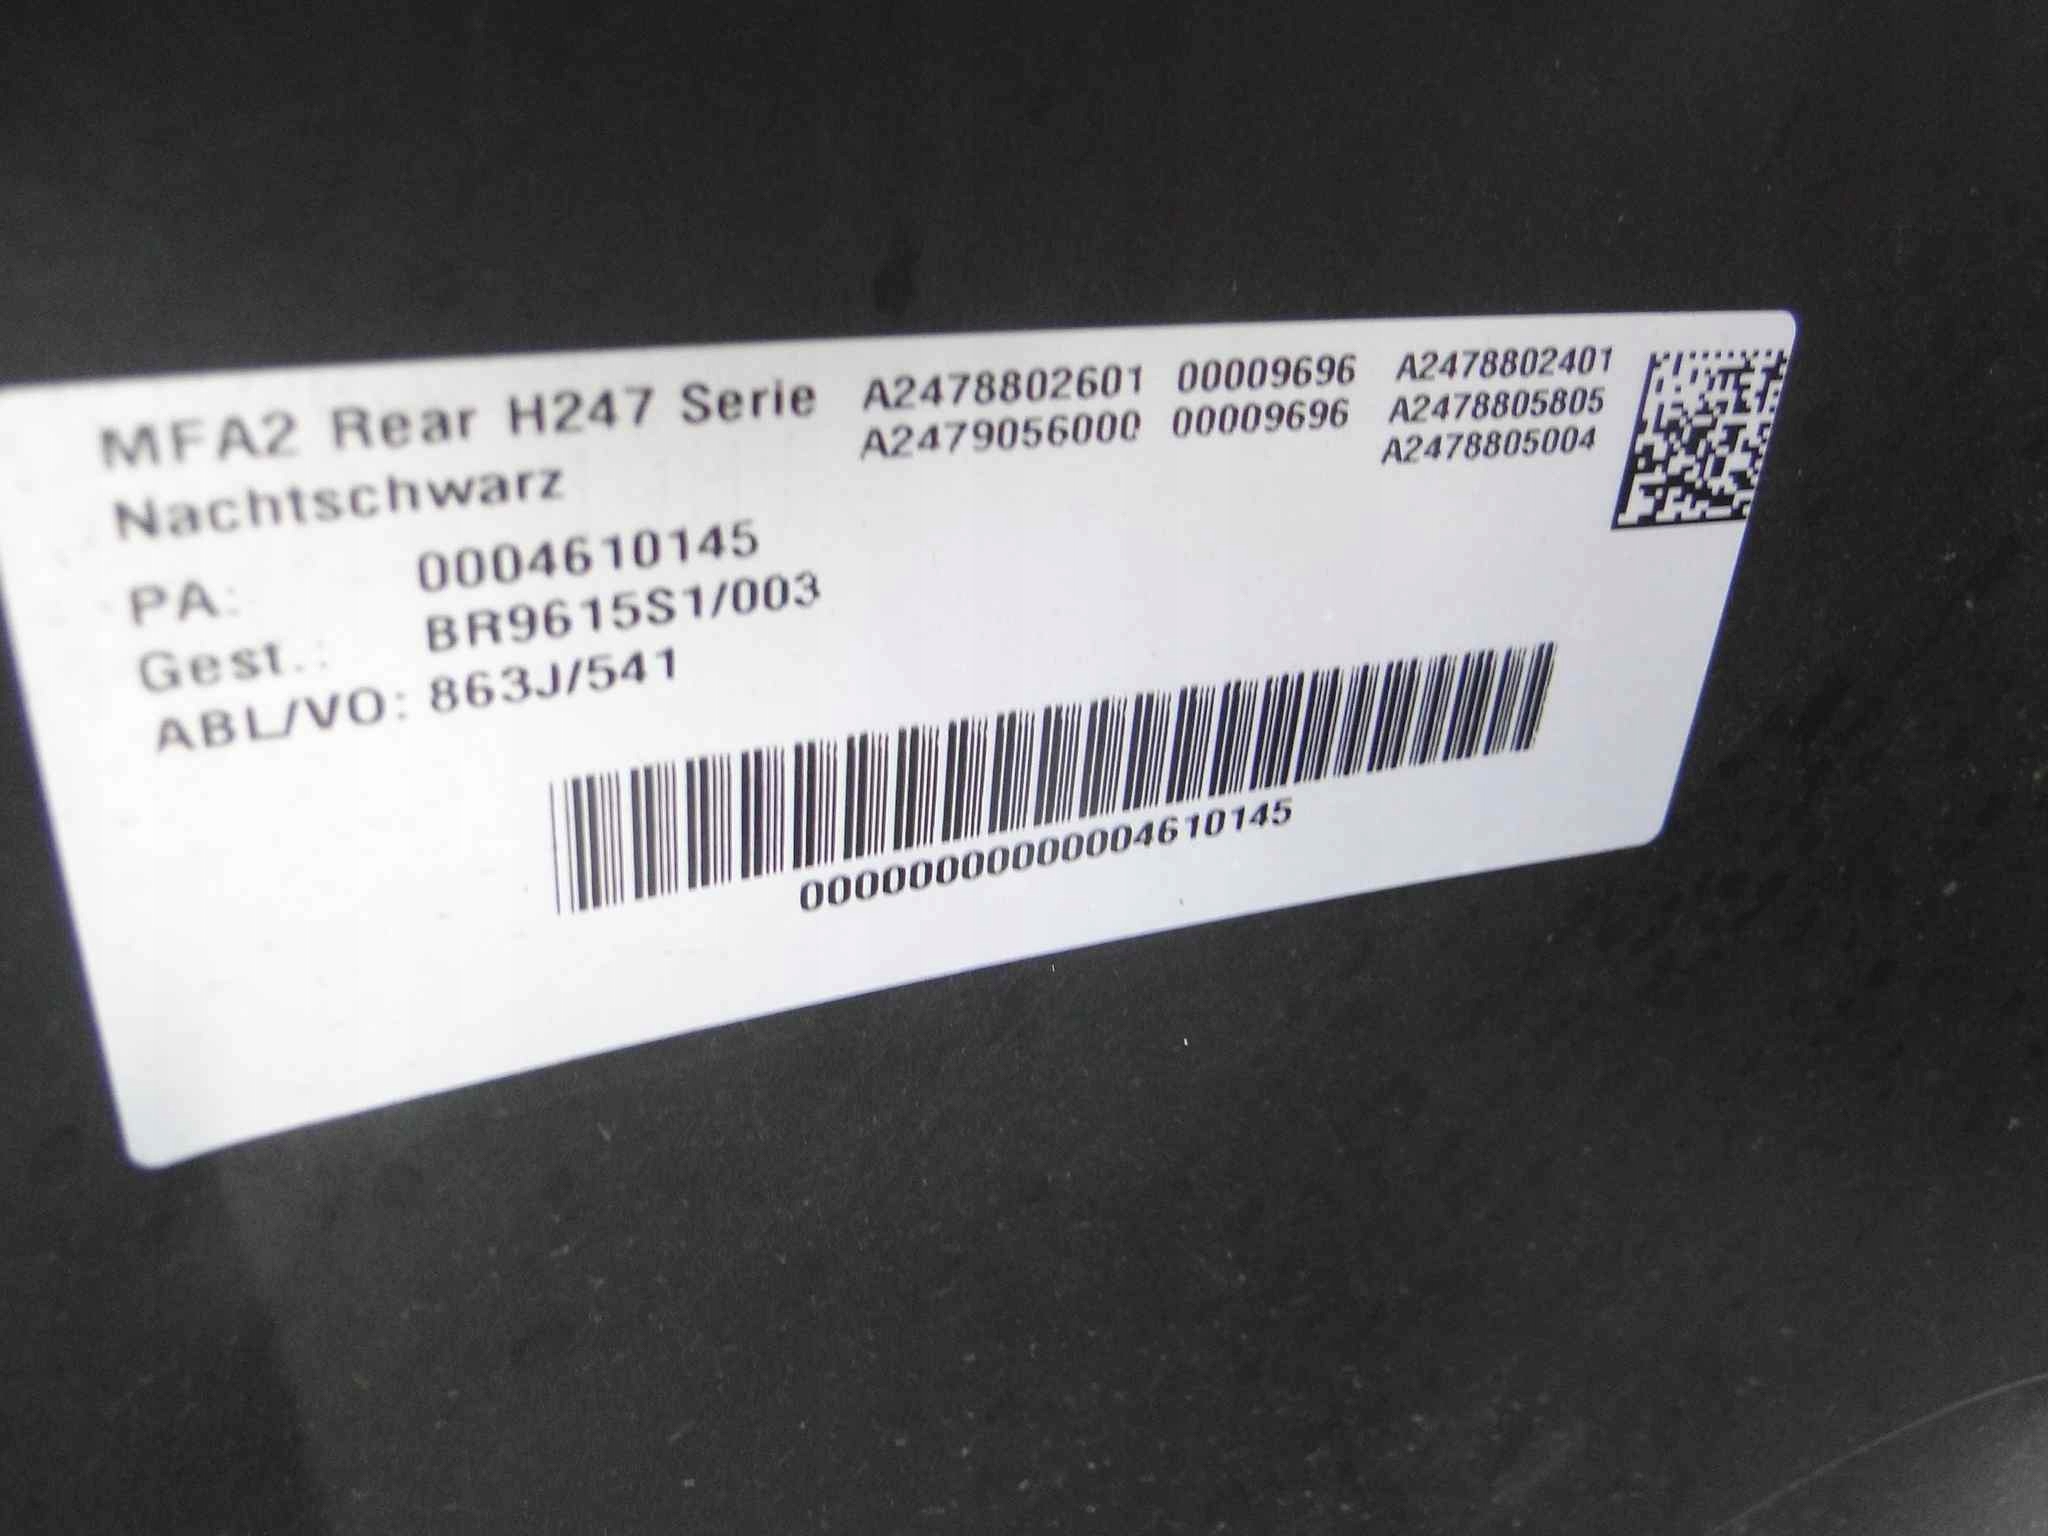 MFA2 Rear H247 Serie A2478802601 00009696 A2478802401
A2479056000 00009696 A2478805805
A2478805004
Nachtschwarz
PA: 0004610145
Gest.: BR9615S1/003
ABL/VO: 863J/541
0000000000004610145